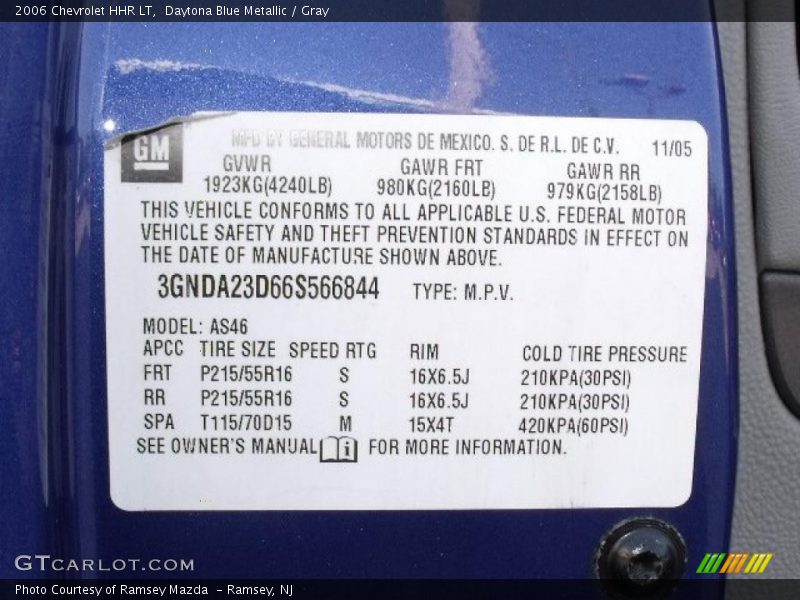 2006 Chevrolet HHR LT, Daytona Blue Metallic / Gray
GM
MFD BY GENERAL MOTORS DE MEXICO. S. DE R.L. DE C.V. 11/05
GVWR GAWR FRT GAWR RR
1923KG(4240LB) 980KG(2160LB) 979KG(2158LB)
THIS VEHICLE CONFORMS TO ALL APPLICABLE U.S. FEDERAL MOTOR
VEHICLE SAFETY AND THEFT PREVENTION STANDARDS IN EFFECT ON
THE DATE OF MANUFACTURE SHOWN ABOVE.
3GNDA23D66S566844 TYPE: M.P.V.
MODEL: AS46
APCC TIRE SIZE SPEED RTG RIM COLD TIRE PRESSURE
FRT P215/55R16 S 16X6.5J 210KPA(30PSI)
RR P215/55R16 S 16X6.5J 210KPA(30PSI)
SPA T115/70D15 M 15X4T 420KPA(60PSI)
SEE OWNER'S MANUAL i FOR MORE INFORMATION.
GTCARLOT.COM
Photo Courtesy of Ramsey Mazda - Ramsey, NJ